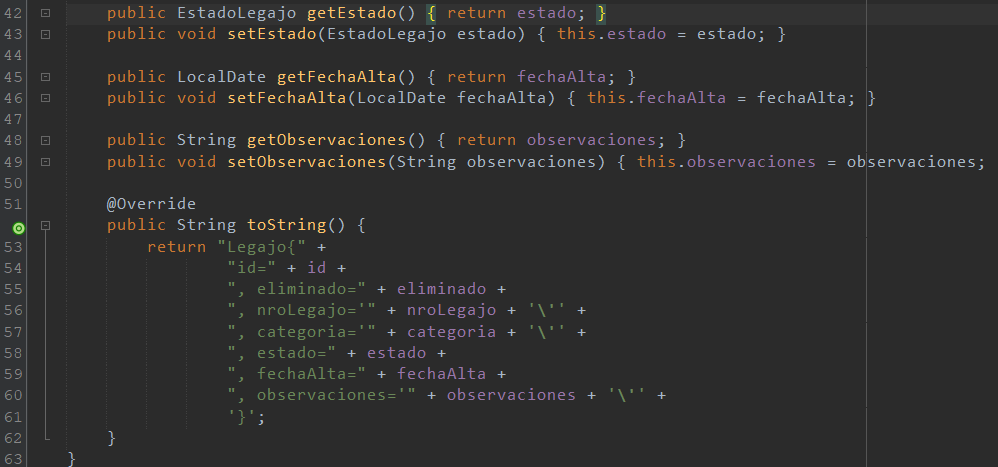 42 public EstadoLegajo getEstado() { return estado; }
43 public void setEstado(EstadoLegajo estado) { this.estado = estado; }
44
45 public LocalDate getFechaAlta() { return fechaAlta; }
46 public void setFechaAlta(LocalDate fechaAlta) { this.fechaAlta = fechaAlta; }
47
48 public String getObservaciones() { return observaciones; }
49 public void setObservaciones(String observaciones) { this.observaciones = observaciones;
50
51 @Override
public String toString() {
53 return "Legajo{" +
54 "id=" + id +
55 ", eliminado=" + eliminado +
56 ", nroLegajo='" + nroLegajo + '\'' +
57 ", categoria='" + categoria + '\'' +
58 ", estado=" + estado +
59 ", fechaAlta=" + fechaAlta +
60 ", observaciones='" + observaciones + '\'' +
61 '}';
62 }
63 }